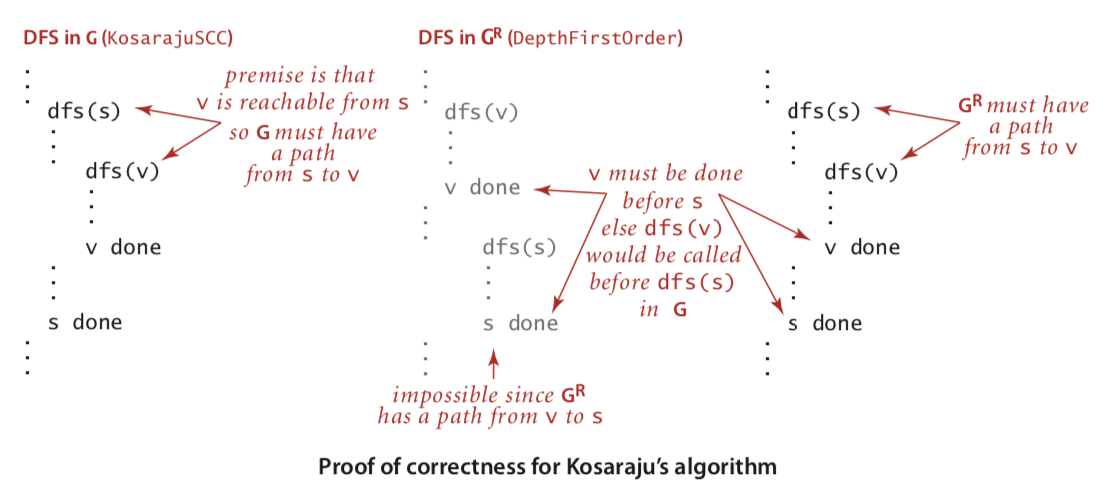 DFS in G (KosarajuSCC)
premise is that
v is reachable from s
so G must have
a path
from s to v
dfs(s)
dfs(v)
v done
s done
DFS in Gᴿ (DepthFirstOrder)
dfs(v)
v done
dfs(s)
s done
impossible since Gᴿ
has a path from v to s
v must be done
before s
else dfs(v)
would be called
before dfs(s)
in G
dfs(s)
dfs(v)
v done
s done
Gᴿ must have
a path
from s to v
Proof of correctness for Kosaraju’s algorithm